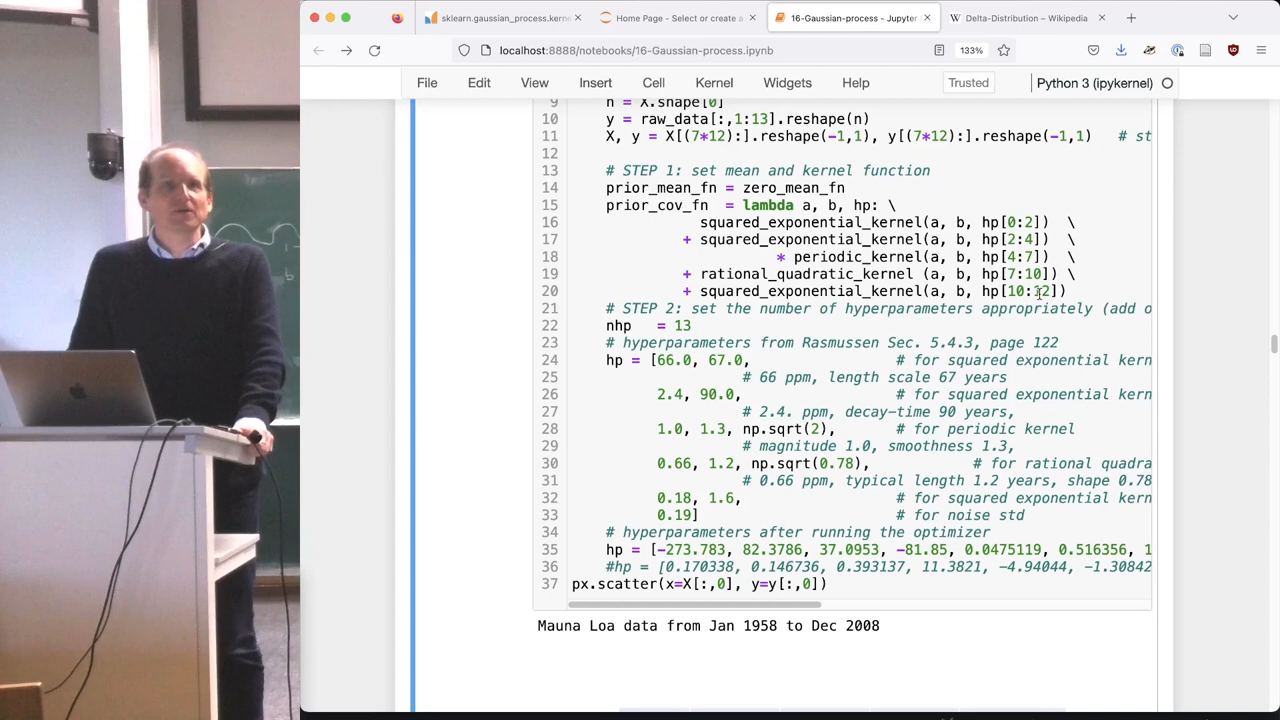 sklearn.gaussian_process.kerne
Home Page - Select or create a
16-Gaussian-process - Jupyter
Delta-Distribution – Wikipedia
localhost:8888/notebooks/16-Gaussian-process.ipynb
133%
File Edit View Insert Cell Kernel Widgets Help
Trusted
Python 3 (ipykernel)
9 n = X.shape[0]
10 y = raw_data[:,1:13].reshape(n)
11 X, y = X[(7*12):].reshape(-1,1), y[(7*12):].reshape(-1,1) # st
12
13 # STEP 1: set mean and kernel function
14 prior_mean_fn = zero_mean_fn
15 prior_cov_fn = lambda a, b, hp: \
16 squared_exponential_kernel(a, b, hp[0:2]) \
17 + squared_exponential_kernel(a, b, hp[2:4]) \
18 * periodic_kernel(a, b, hp[4:7]) \
19 + rational_quadratic_kernel (a, b, hp[7:10]) \
20 + squared_exponential_kernel(a, b, hp[10:12])
21 # STEP 2: set the number of hyperparameters appropriately (add o
22 nhp = 13
23 # hyperparameters from Rasmussen Sec. 5.4.3, page 122
24 hp = [66.0, 67.0, # for squared exponential kern
25 # 66 ppm, length scale 67 years
26 2.4, 90.0, # for squared exponential kern
27 # 2.4. ppm, decay-time 90 years,
28 1.0, 1.3, np.sqrt(2), # for periodic kernel
29 # magnitude 1.0, smoothness 1.3,
30 0.66, 1.2, np.sqrt(0.78), # for rational quadra
31 # 0.66 ppm, typical length 1.2 years, shape 0.78
32 0.18, 1.6, # for squared exponential kern
33 0.19] # for noise std
34 # hyperparameters after running the optimizer
35 hp = [-273.783, 82.3786, 37.0953, -81.85, 0.0475119, 0.516356, 1
36 #hp = [0.170338, 0.146736, 0.393137, 11.3821, -4.94044, -1.30842
37 px.scatter(x=X[:,0], y=y[:,0])
Mauna Loa data from Jan 1958 to Dec 2008